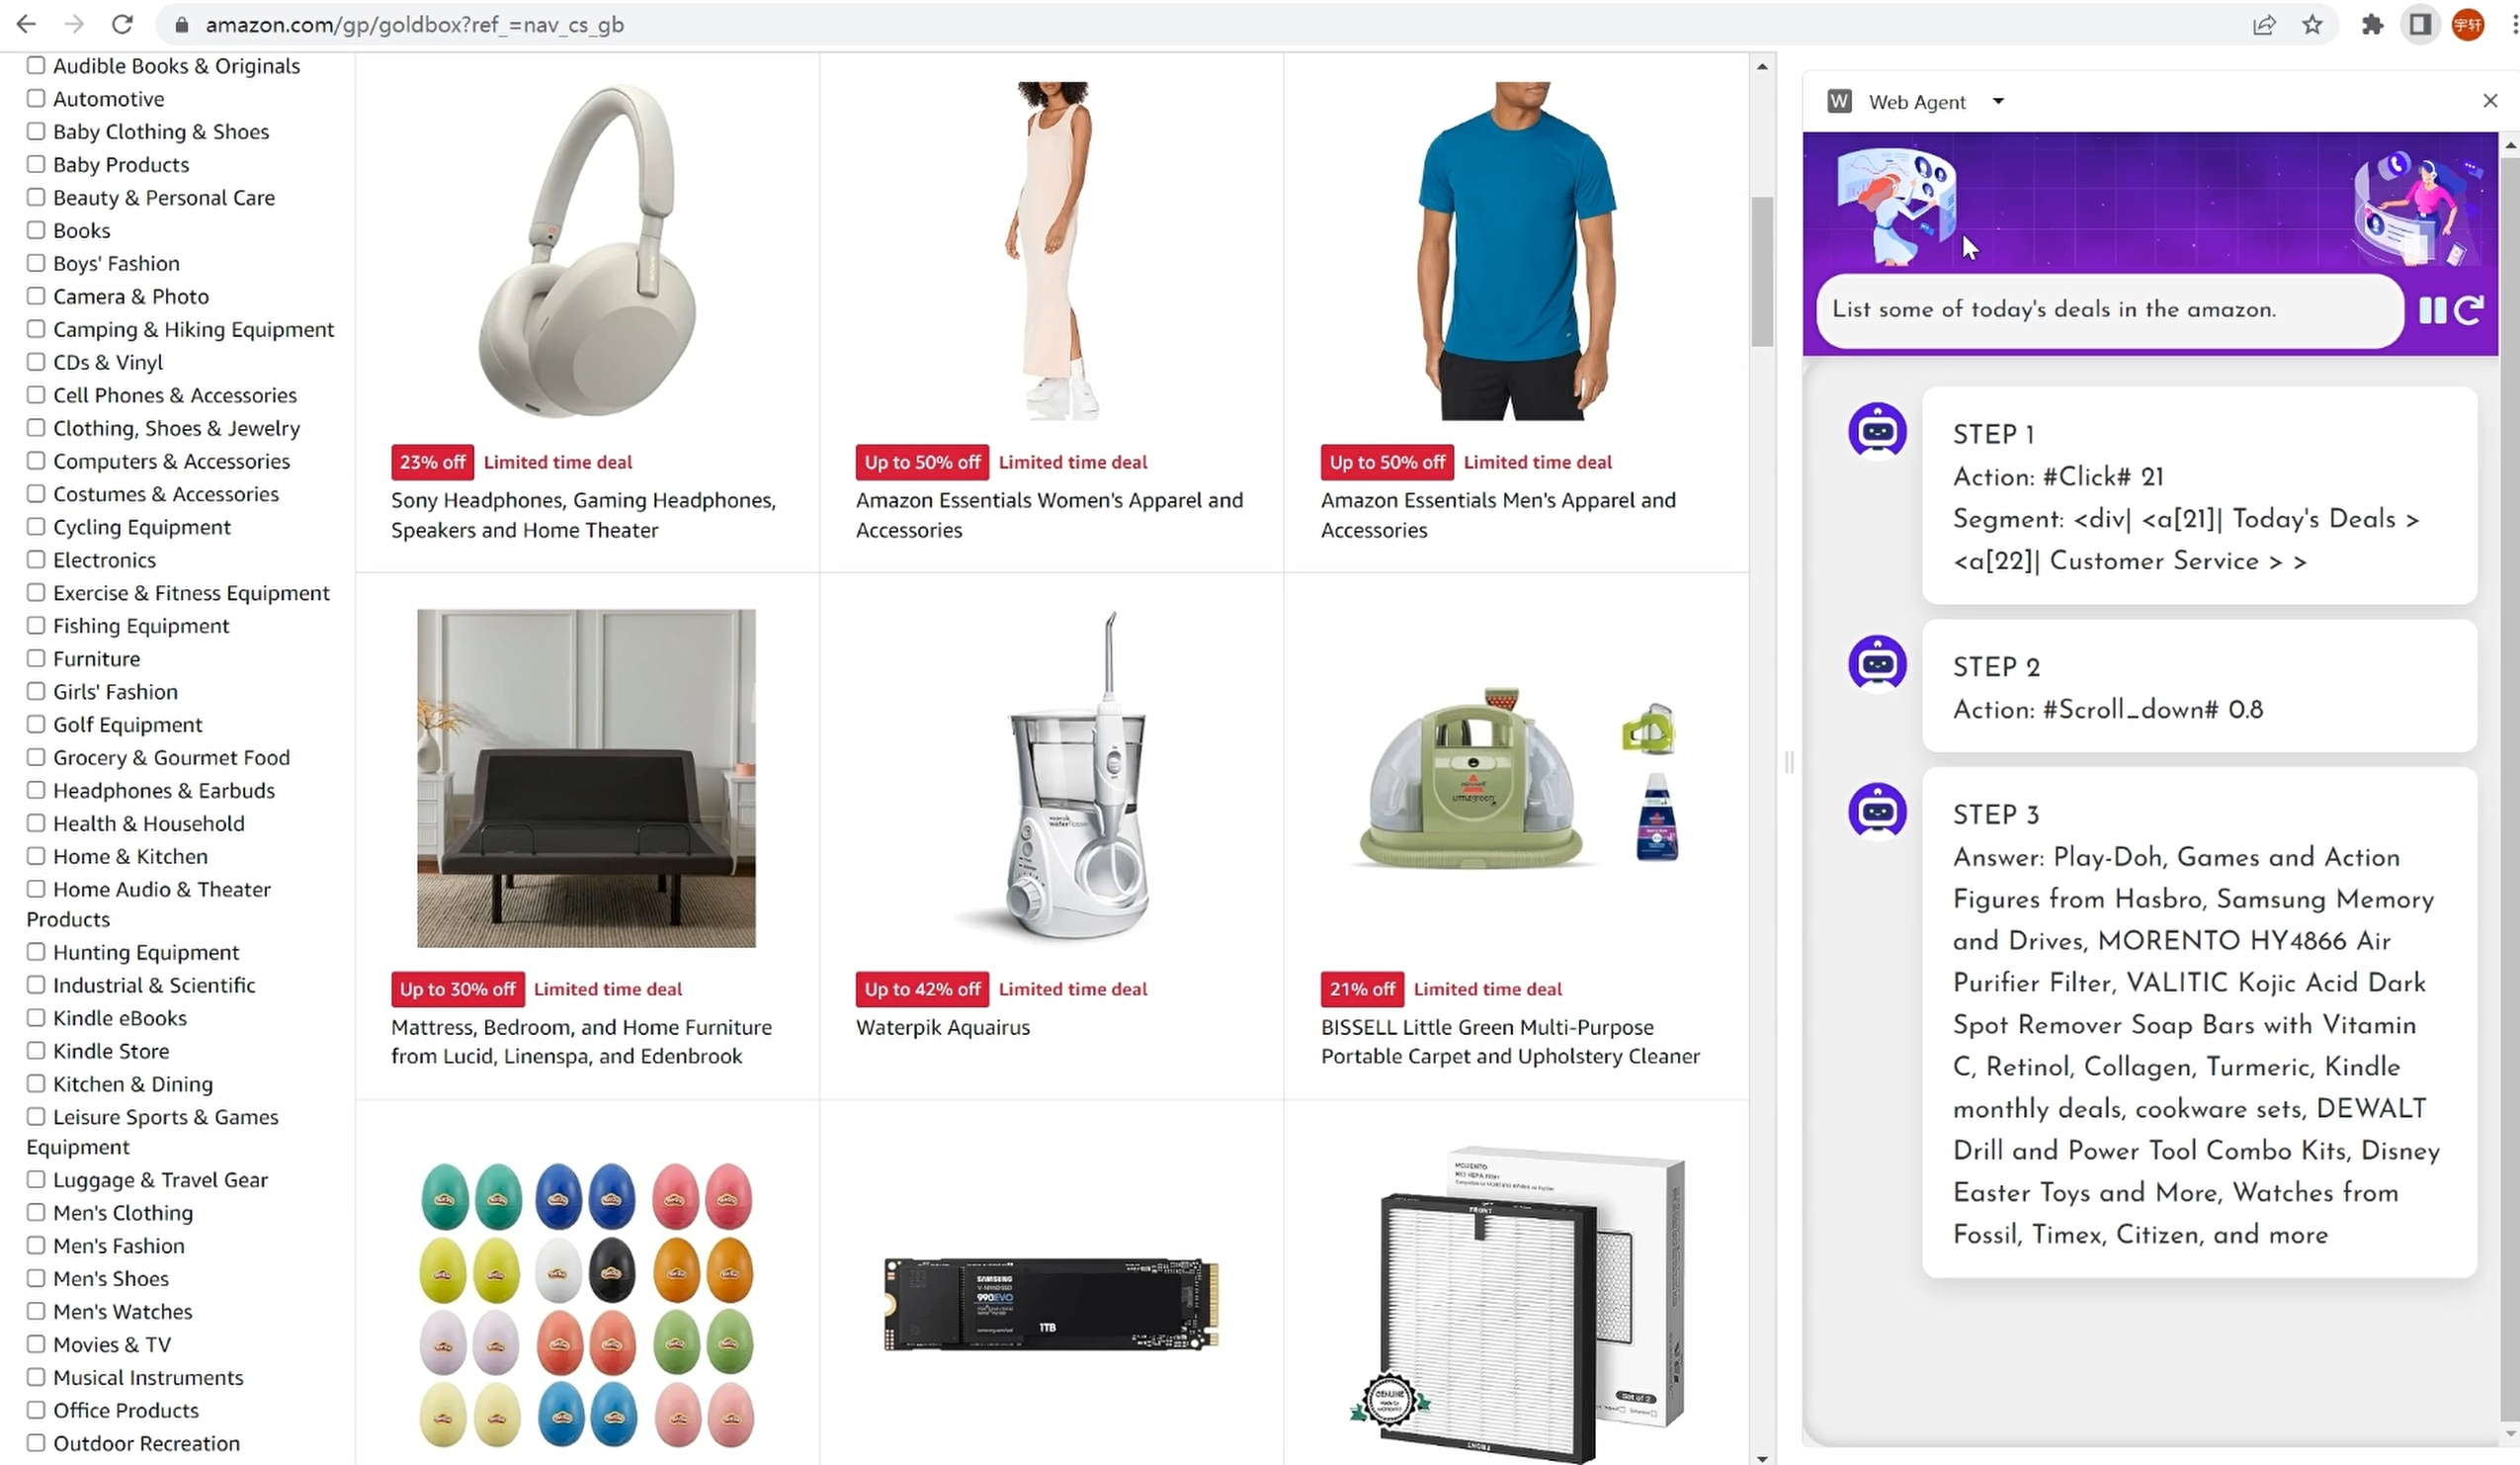 amazon.com/gp/goldbox?ref_=nav_cs_gb
宇轩
Audible Books & Originals
Automotive
Baby Clothing & Shoes
Baby Products
Beauty & Personal Care
Books
Boys' Fashion
Camera & Photo
Camping & Hiking Equipment
CDs & Vinyl
Cell Phones & Accessories
Clothing, Shoes & Jewelry
Computers & Accessories
Costumes & Accessories
Cycling Equipment
Electronics
Exercise & Fitness Equipment
Fishing Equipment
Furniture
Girls' Fashion
Golf Equipment
Grocery & Gourmet Food
Headphones & Earbuds
Health & Household
Home & Kitchen
Home Audio & Theater
Products
Hunting Equipment
Industrial & Scientific
Kindle eBooks
Kindle Store
Kitchen & Dining
Leisure Sports & Games
Equipment
Luggage & Travel Gear
Men's Clothing
Men's Fashion
Men's Shoes
Men's Watches
Movies & TV
Musical Instruments
Office Products
Outdoor Recreation
23% off Limited time deal
Sony Headphones, Gaming Headphones,
Speakers and Home Theater
Up to 50% off Limited time deal
Amazon Essentials Women's Apparel and
Accessories
Up to 50% off Limited time deal
Amazon Essentials Men's Apparel and
Accessories
Up to 30% off Limited time deal
Mattress, Bedroom, and Home Furniture
from Lucid, Linenspa, and Edenbrook
Up to 42% off Limited time deal
Waterpik Aquairus
BISSELL
21% off Limited time deal
BISSELL Little Green Multi-Purpose
Portable Carpet and Upholstery Cleaner
SAMSUNG
990EVO
1TB
MORENTO
FRONT
GENUINE
Set of 2
W Web Agent
List some of today's deals in the amazon.
STEP 1
Action: #Click# 21
Segment: <div| <a[21]| Today's Deals >
<a[22]| Customer Service > >
STEP 2
Action: #Scroll_down# 0.8
STEP 3
Answer: Play-Doh, Games and Action
Figures from Hasbro, Samsung Memory
and Drives, MORENTO HY4866 Air
Purifier Filter, VALITIC Kojic Acid Dark
Spot Remover Soap Bars with Vitamin
C, Retinol, Collagen, Turmeric, Kindle
monthly deals, cookware sets, DEWALT
Drill and Power Tool Combo Kits, Disney
Easter Toys and More, Watches from
Fossil, Timex, Citizen, and more